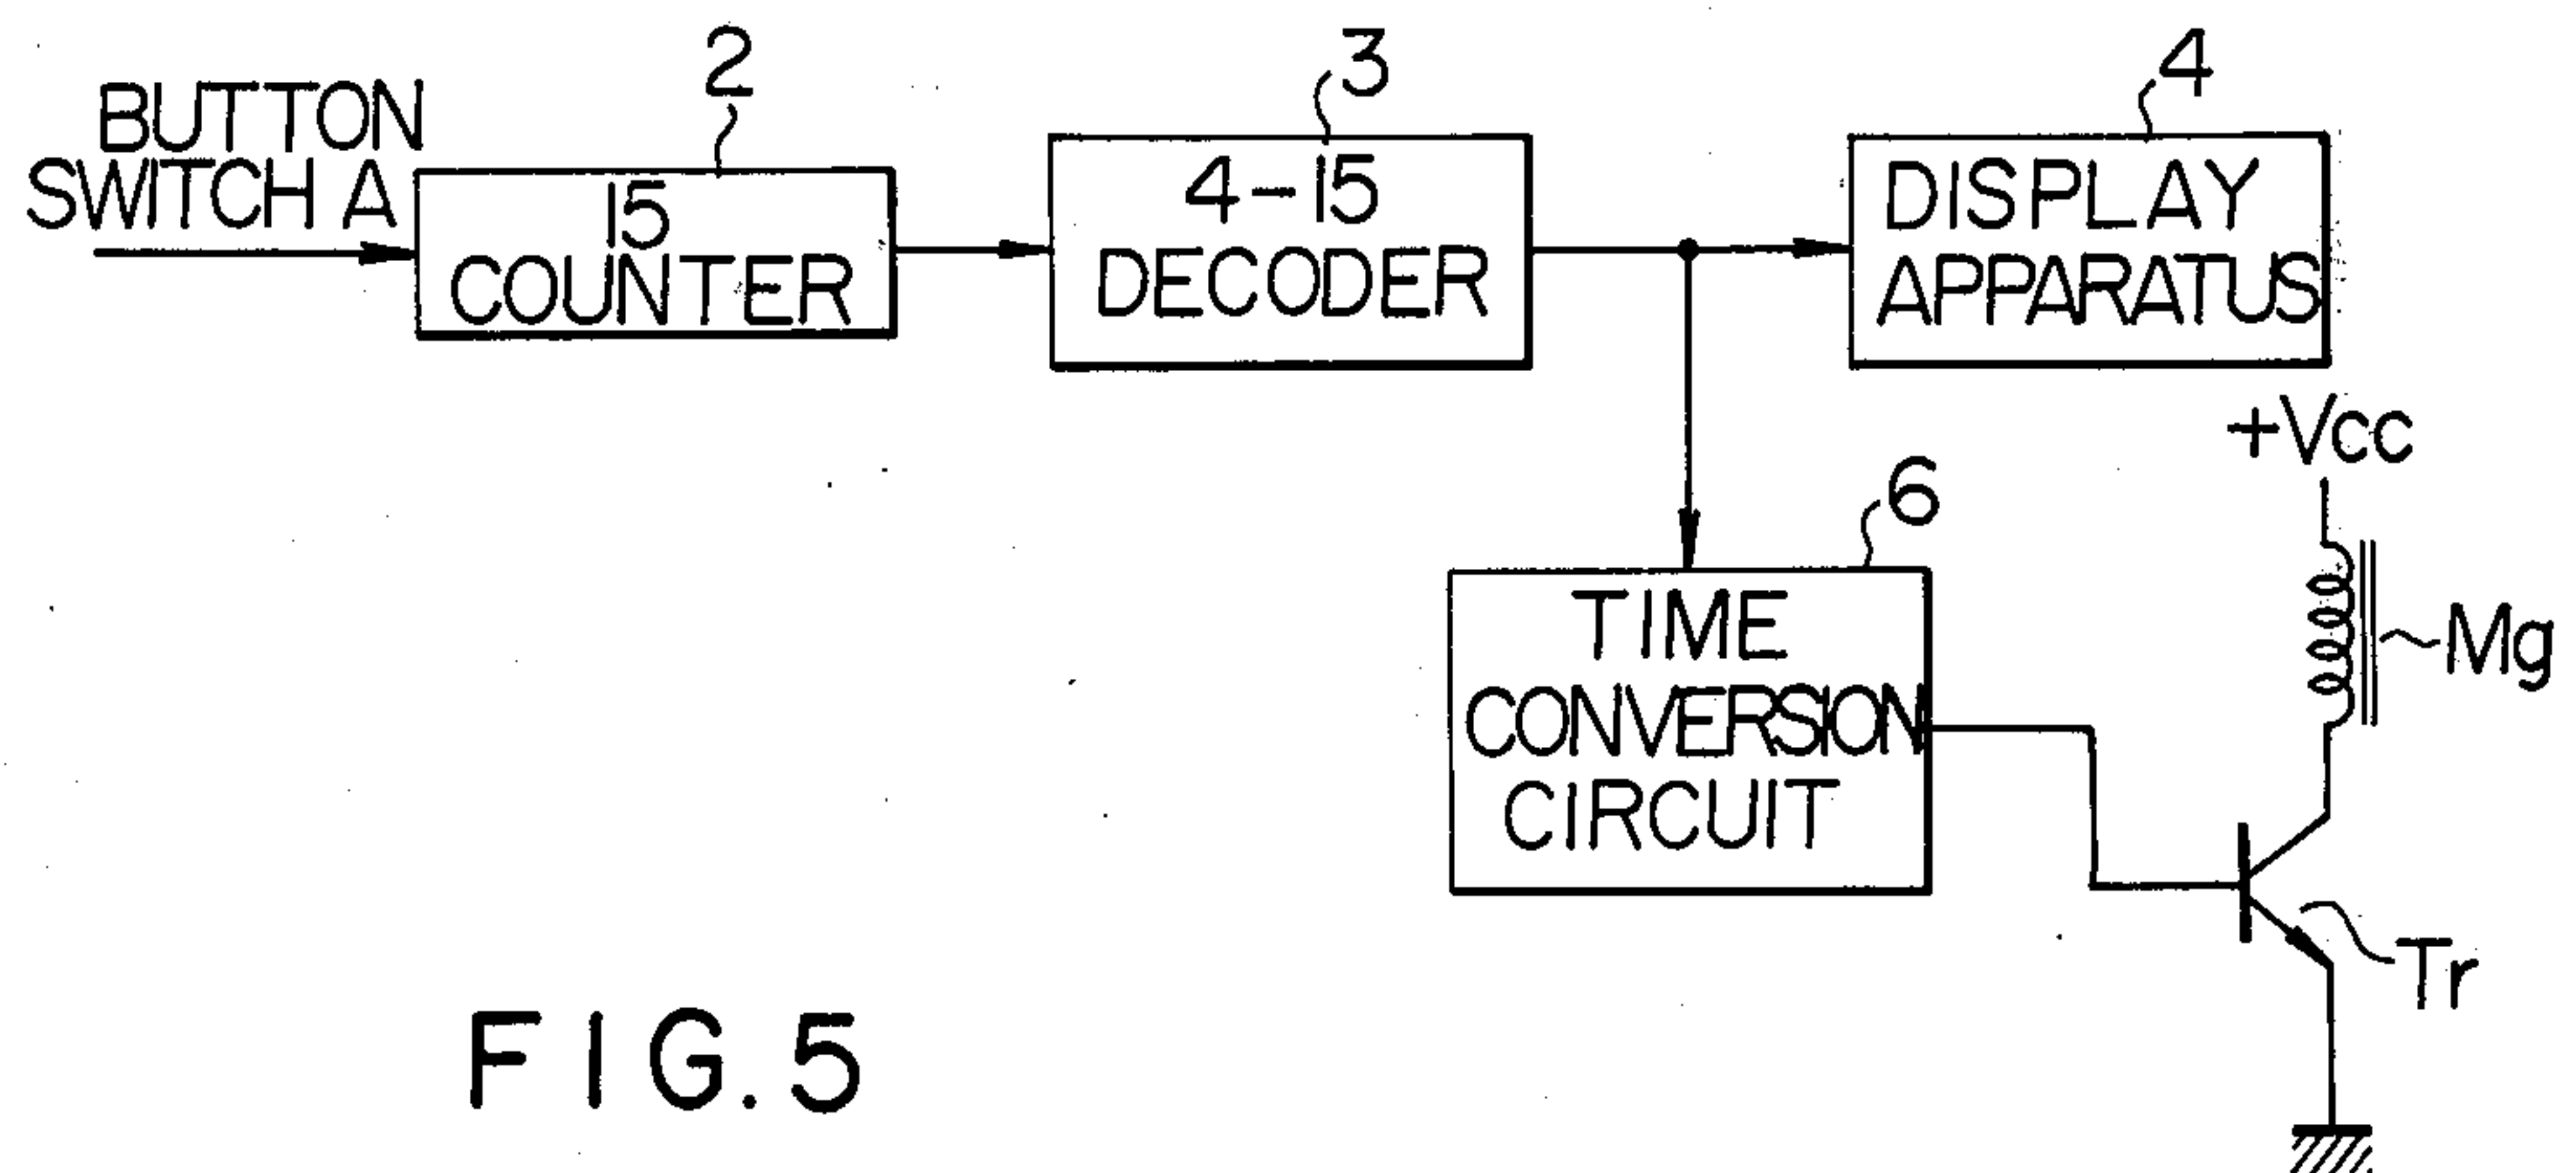 BUTTON
SWITCH A
2
15
COUNTER
3
4-15
DECODER
4
DISPLAY
APPARATUS
6
TIME
CONVERSION
CIRCUIT
+Vcc
Mg
Tr
FIG. 5